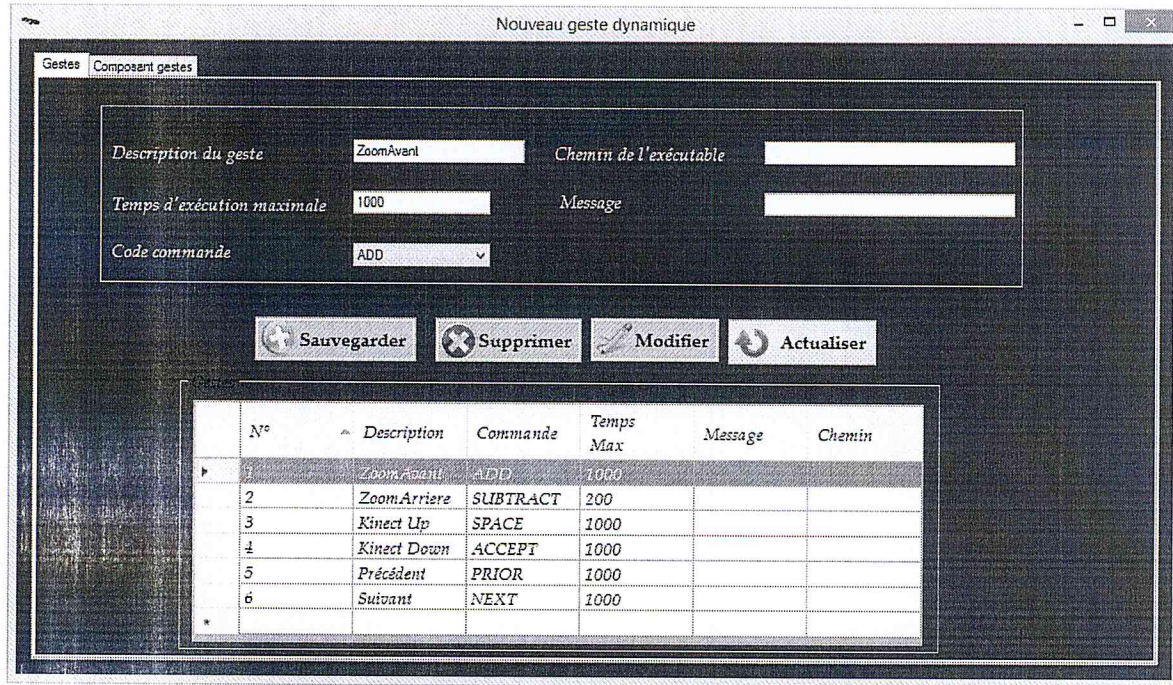 Nouveau geste dynamique
Gestes Composant gestes
Description du geste ZoomAvant Chemin de l'exécutable
Temps d'exécution maximale 1000 Message
Code commande ADD
Sauvegarder Supprimer Modifier Actualiser
Gestes
N° Description Commande Temps Max Message Chemin
1 ZoomAvant ADD 1000
2 ZoomArriere SUBTRACT 200
3 Kinect Up SPACE 1000
4 Kinect Down ACCEPT 1000
5 Précédent PRIOR 1000
6 Suivant NEXT 1000